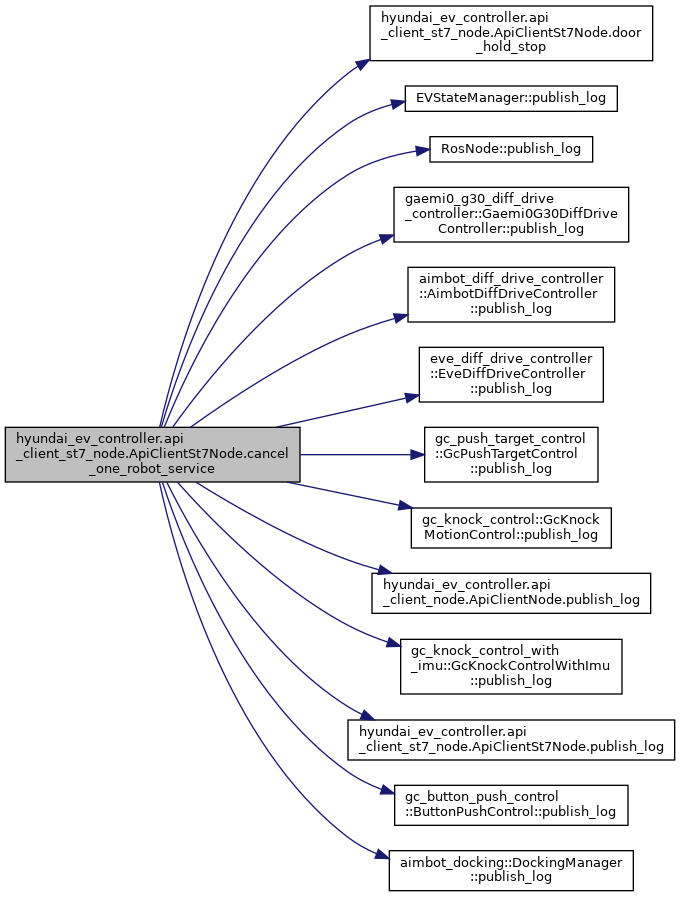 hyundai_ev_controller.api
_client_st7_node.ApiClientSt7Node.door
_hold_stop
EVStateManager::publish_log
RosNode::publish_log
gaemi0_g30_diff_drive
_controller::Gaemi0G30DiffDrive
Controller::publish_log
aimbot_diff_drive_controller
::AimbotDiffDriveController
::publish_log
eve_diff_drive_controller
::EveDiffDriveController
::publish_log
hyundai_ev_controller.api
_client_st7_node.ApiClientSt7Node.cancel
_one_robot_service
gc_push_target_control
::GcPushTargetControl
::publish_log
gc_knock_control::GcKnock
MotionControl::publish_log
hyundai_ev_controller.api
_client_node.ApiClientNode.publish_log
gc_knock_control_with
_imu::GcKnockControlWithImu
::publish_log
hyundai_ev_controller.api
_client_st7_node.ApiClientSt7Node.publish_log
gc_button_push_control
::ButtonPushControl::publish_log
aimbot_docking::DockingManager
::publish_log